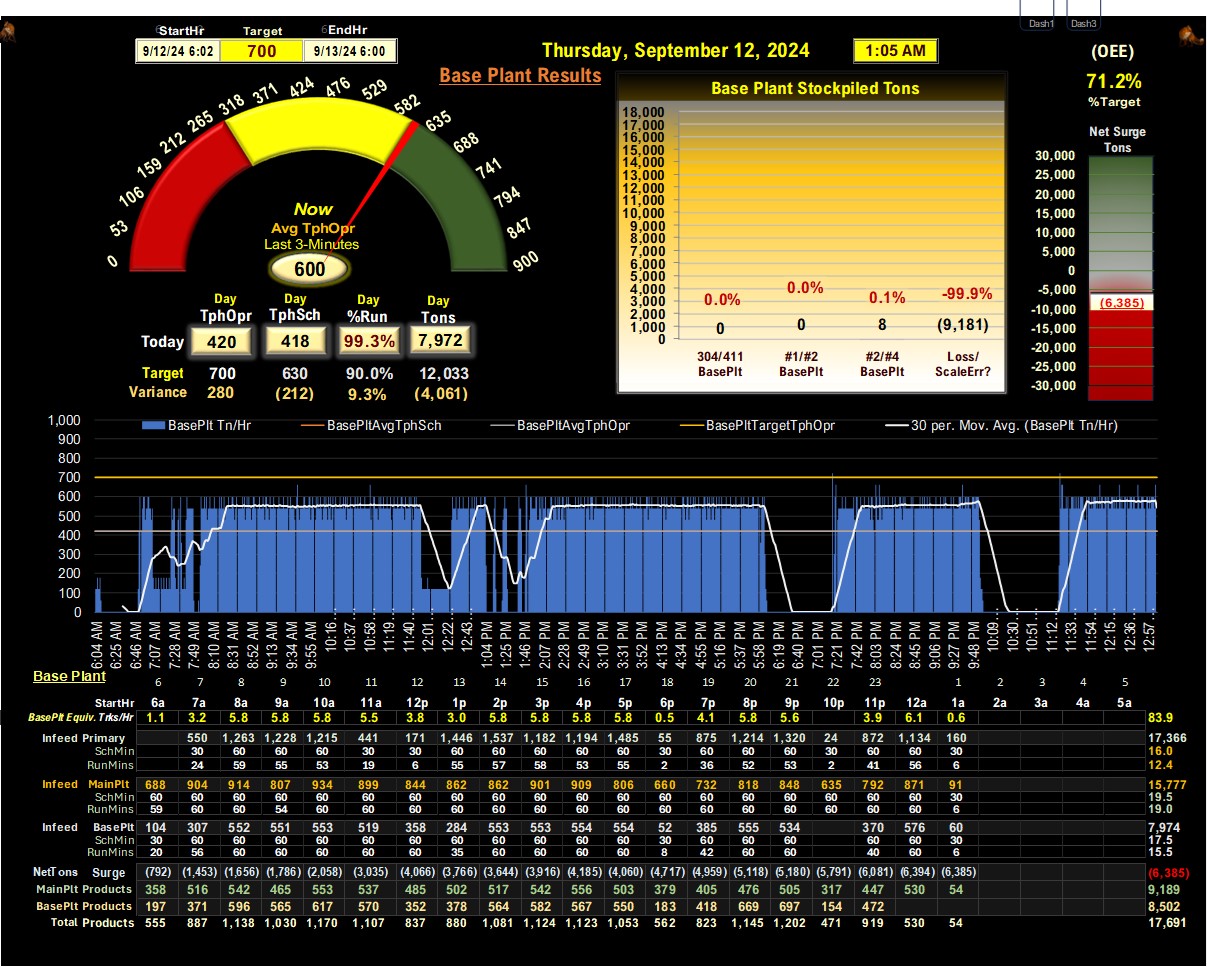 Dash1 Dash3
StartHr Target EndHr
9/12/24 6:02 700 9/13/24 6:00
Thursday, September 12, 2024 1:05 AM
(OEE)
71.2%
%Target
Base Plant Results
Base Plant Stockpiled Tons
18,000
17,000
16,000
15,000
14,000
13,000
12,000
11,000
10,000
9,000
8,000
7,000
6,000
5,000
4,000
3,000
2,000
1,000
0
0.0% 0.0% 0.1% -99.9%
0 0 8 (9,181)
304/411 #1/#2 #2/#4 Loss/
BasePlt BasePlt BasePlt ScaleErr?
Net Surge
Tons
30,000
25,000
20,000
15,000
10,000
5,000
0
-5,000
(6,385)
-10,000
-15,000
-20,000
-25,000
-30,000
0 53 106 159 212 265 318 371 424 476 529 582 635 688 741 794 847 900
Now
Avg TphOpr
Last 3-Minutes
600
Day Day Day Day
TphOpr TphSch %Run Tons
Today 420 418 99.3% 7,972
Target 700 630 90.0% 12,033
Variance 280 (212) 9.3% (4,061)
BasePlt Tn/Hr BasePltAvgTphSch BasePltAvgTphOpr BasePltTargetTphOpr 30 per. Mov. Avg. (BasePlt Tn/Hr)
1,000
900
800
700
600
500
400
300
200
100
0
6:04 AM 6:25 AM 6:46 AM 7:07 AM 7:28 AM 7:49 AM 8:10 AM 8:31 AM 8:52 AM 9:13 AM 9:34 AM 9:55 AM 10:16... 10:37... 10:58... 11:19... 11:40... 12:01... 12:22... 12:43... 1:04 PM 1:25 PM 1:46 PM 2:07 PM 2:28 PM 2:49 PM 3:10 PM 3:31 PM 3:52 PM 4:13 PM 4:34 PM 4:55 PM 5:16 PM 5:37 PM 5:58 PM 6:19 PM 6:40 PM 7:01 PM 7:21 PM 7:42 PM 8:03 PM 8:24 PM 8:45 PM 9:06 PM 9:27 PM 9:48 PM 10:09... 10:30... 10:51... 11:12... 11:33... 11:54... 12:15... 12:36... 12:57...
Base Plant
6 7 8 9 10 11 12 13 14 15 16 17 18 19 20 21 22 23 1 2 3 4 5
StartHr 6a 7a 8a 9a 10a 11a 12p 1p 2p 3p 4p 5p 6p 7p 8p 9p 10p 11p 12a 1a 2a 3a 4a 5a
BasePlt Equiv. Trks/Hr 1.1 3.2 5.8 5.8 5.8 5.5 3.8 3.0 5.8 5.8 5.8 5.8 0.5 4.1 5.8 5.6 3.9 6.1 0.6 83.9
Infeed Primary 550 1,263 1,228 1,215 441 171 1,446 1,537 1,182 1,194 1,485 55 875 1,214 1,320 24 872 1,134 160 17,366
SchMin 30 60 60 60 30 30 60 60 60 60 60 30 60 60 60 30 60 60 30 16.0
RunMins 24 59 55 53 19 6 55 57 58 53 55 2 36 52 53 2 41 56 6 12.4
Infeed MainPlt 688 904 914 807 934 899 844 862 862 901 909 806 660 732 818 848 635 792 871 91 15,777
SchMin 60 60 60 60 60 60 60 60 60 60 60 60 60 60 60 60 60 60 60 30 19.5
RunMins 59 60 60 54 60 60 60 60 60 60 60 60 60 60 60 60 60 60 60 6 19.0
Infeed BasePlt 104 307 552 551 553 519 358 284 553 553 554 554 52 385 555 534 370 576 60 7,974
SchMin 30 60 60 60 60 60 60 60 60 60 60 60 30 60 60 60 60 60 30 17.5
RunMins 20 56 60 60 60 60 60 35 60 60 60 60 8 42 60 60 40 60 6 15.5
NetTons Surge (792) (1,453) (1,656) (1,786) (2,058) (3,035) (4,066) (3,766) (3,644) (3,916) (4,185) (4,060) (4,717) (4,959) (5,118) (5,180) (5,791) (6,081) (6,394) (6,385) (6,385)
MainPlt Products 358 516 542 465 553 537 485 502 517 542 556 503 379 405 476 505 317 447 530 54 9,189
BasePlt Products 197 371 596 565 617 570 352 378 564 582 567 550 183 418 669 697 154 472 8,502
Total Products 555 887 1,138 1,030 1,170 1,107 837 880 1,081 1,124 1,123 1,053 562 823 1,145 1,202 471 919 530 54 17,691